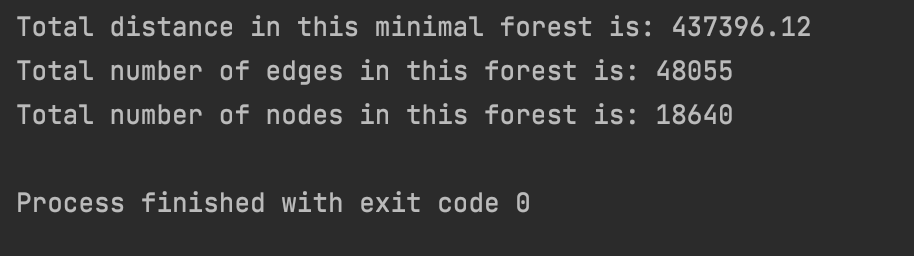 Total distance in this minimal forest is: 437396.12
Total number of edges in this forest is: 48055
Total number of nodes in this forest is: 18640
Process finished with exit code 0